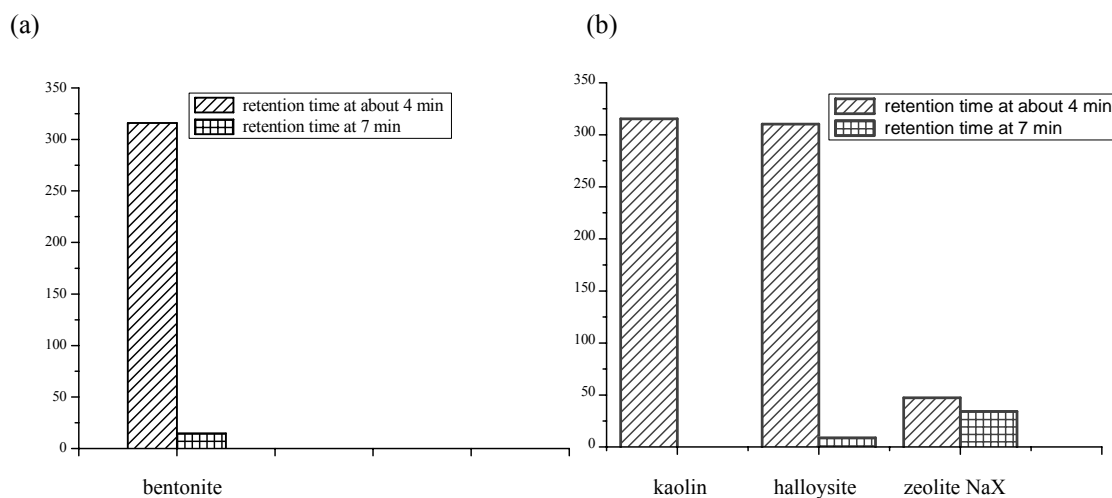 (a)
350
300
250
200
150
100
50
0
retention time at about 4 min
retention time at 7 min
bentonite
(b)
350
300
250
200
150
100
50
0
retention time at about 4 min
retention time at 7 min
kaolin halloysite zeolite NaX